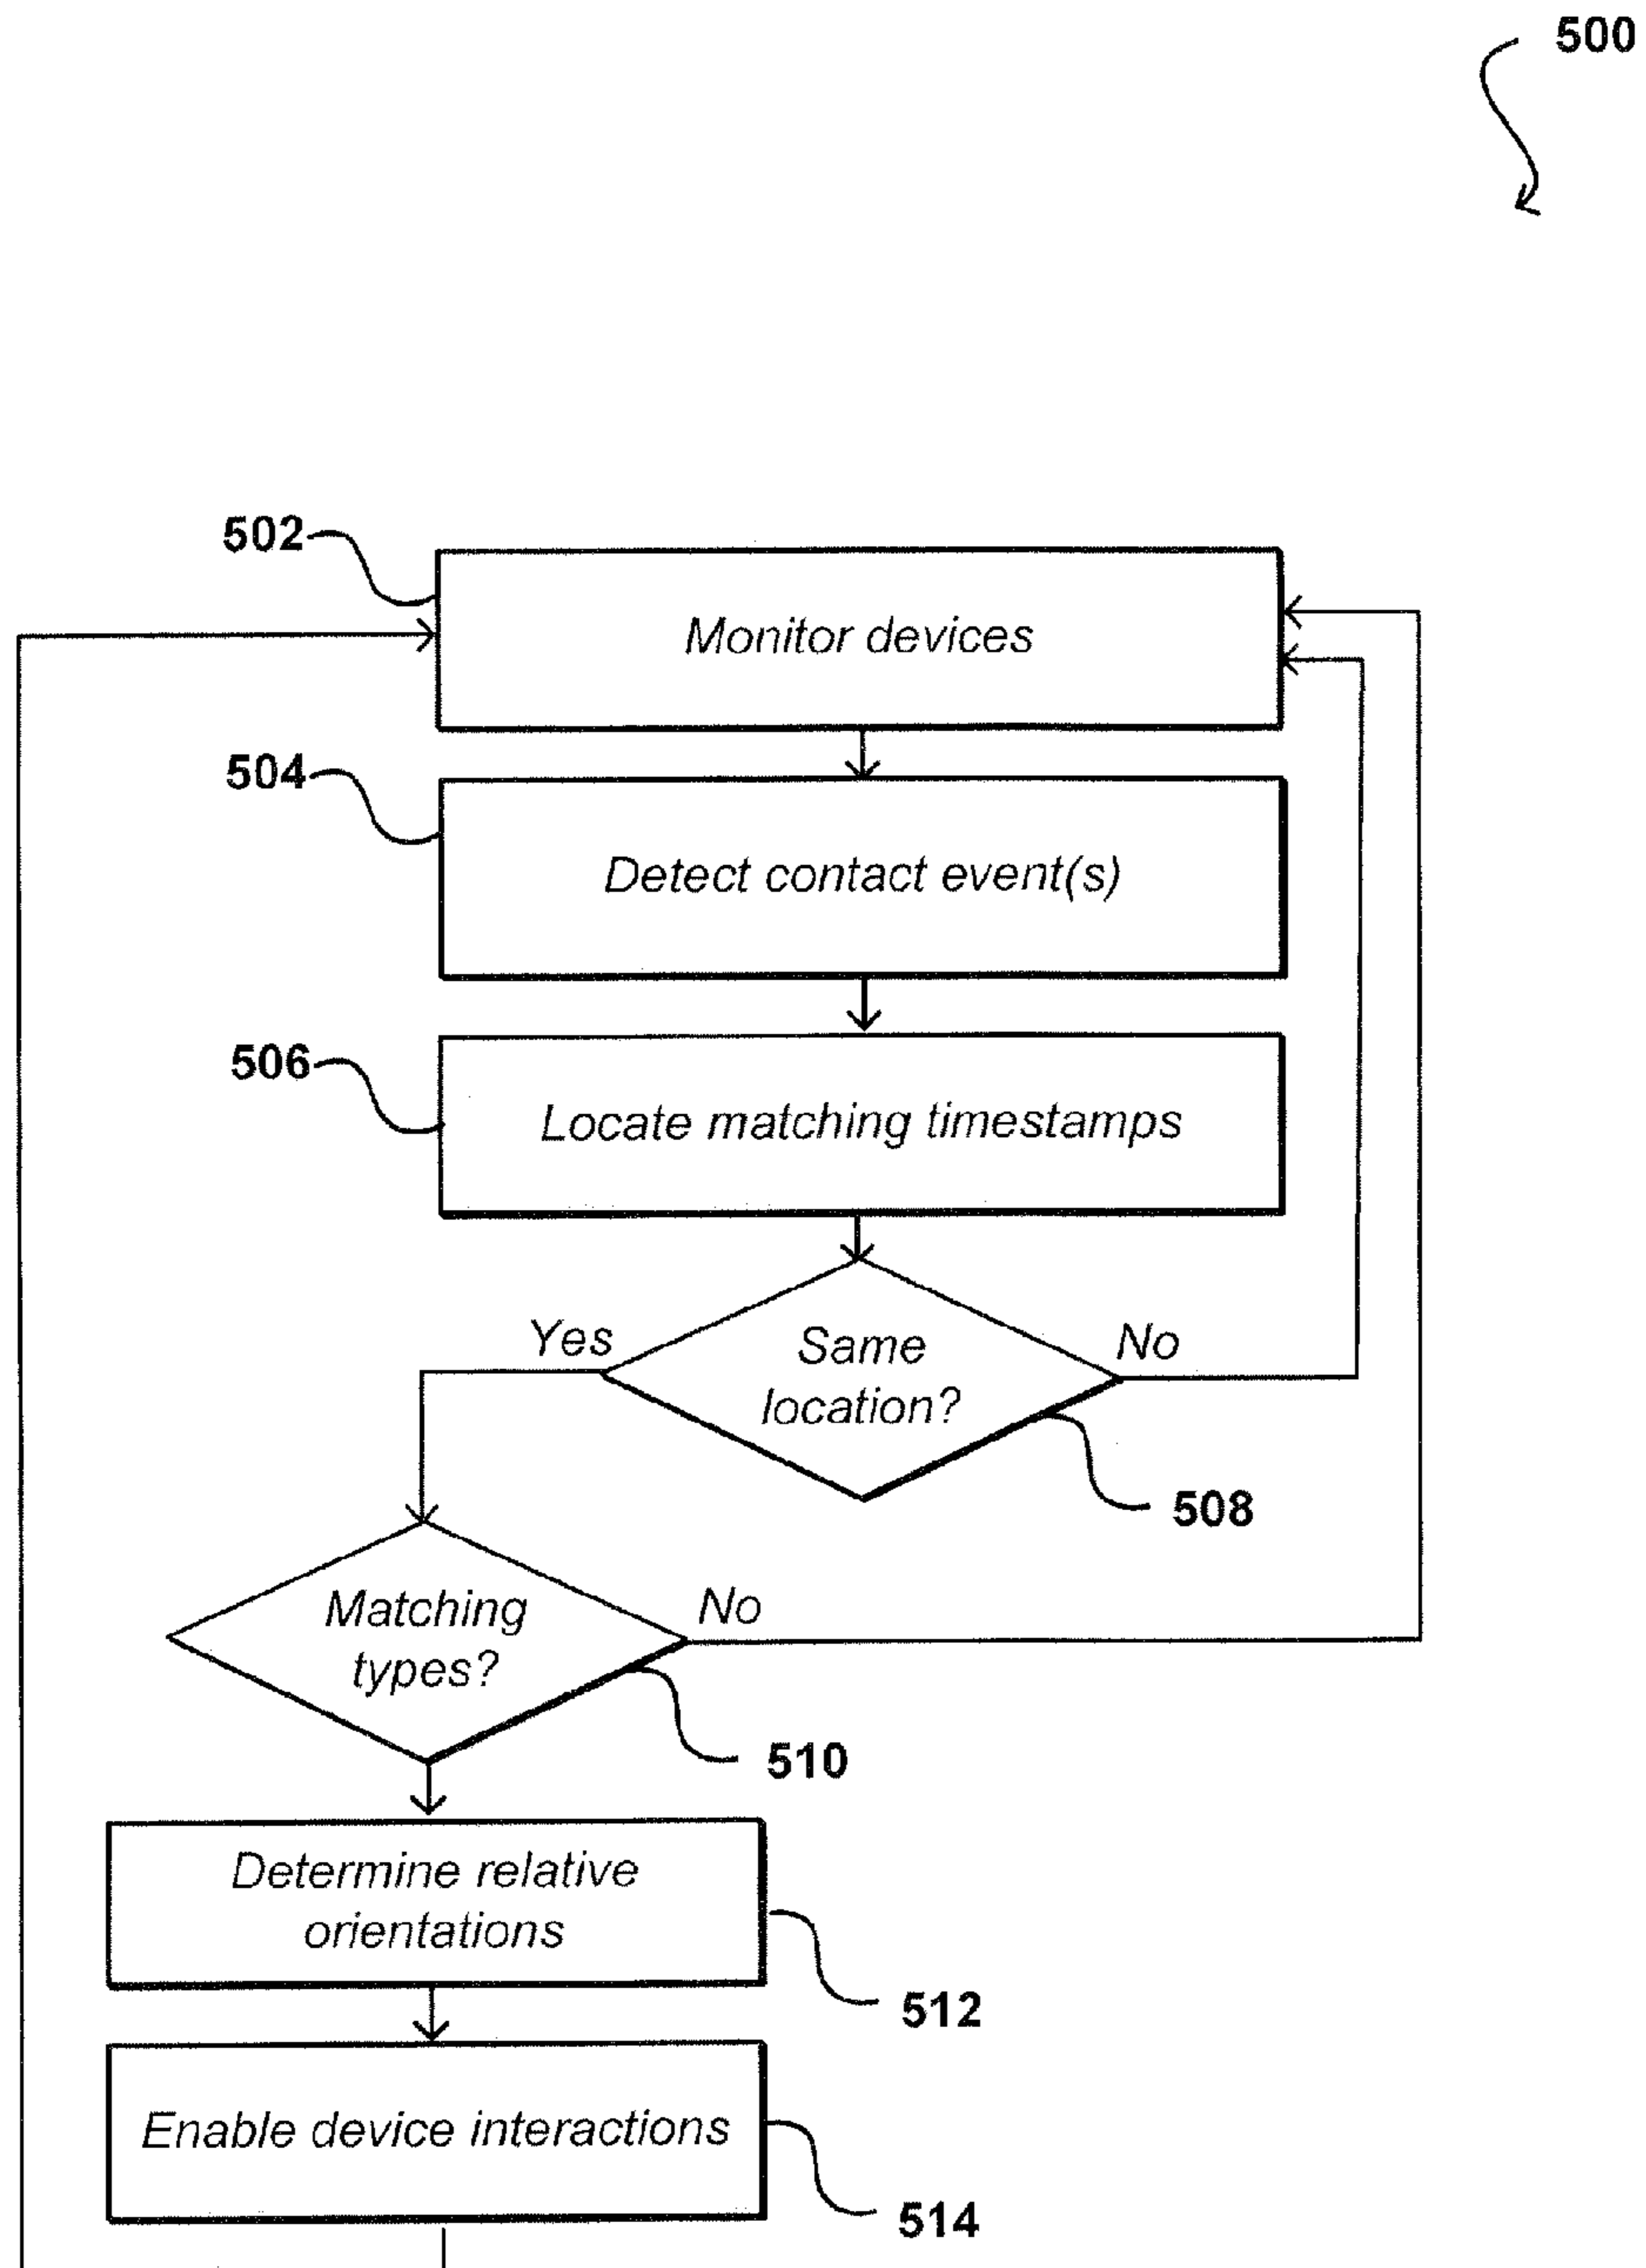 500
502
Monitor devices
504
Detect contact event(s)
506
Locate matching timestamps
Yes
Same
location?
No
508
Matching
types?
No
510
Determine relative
orientations
512
Enable device interactions
514